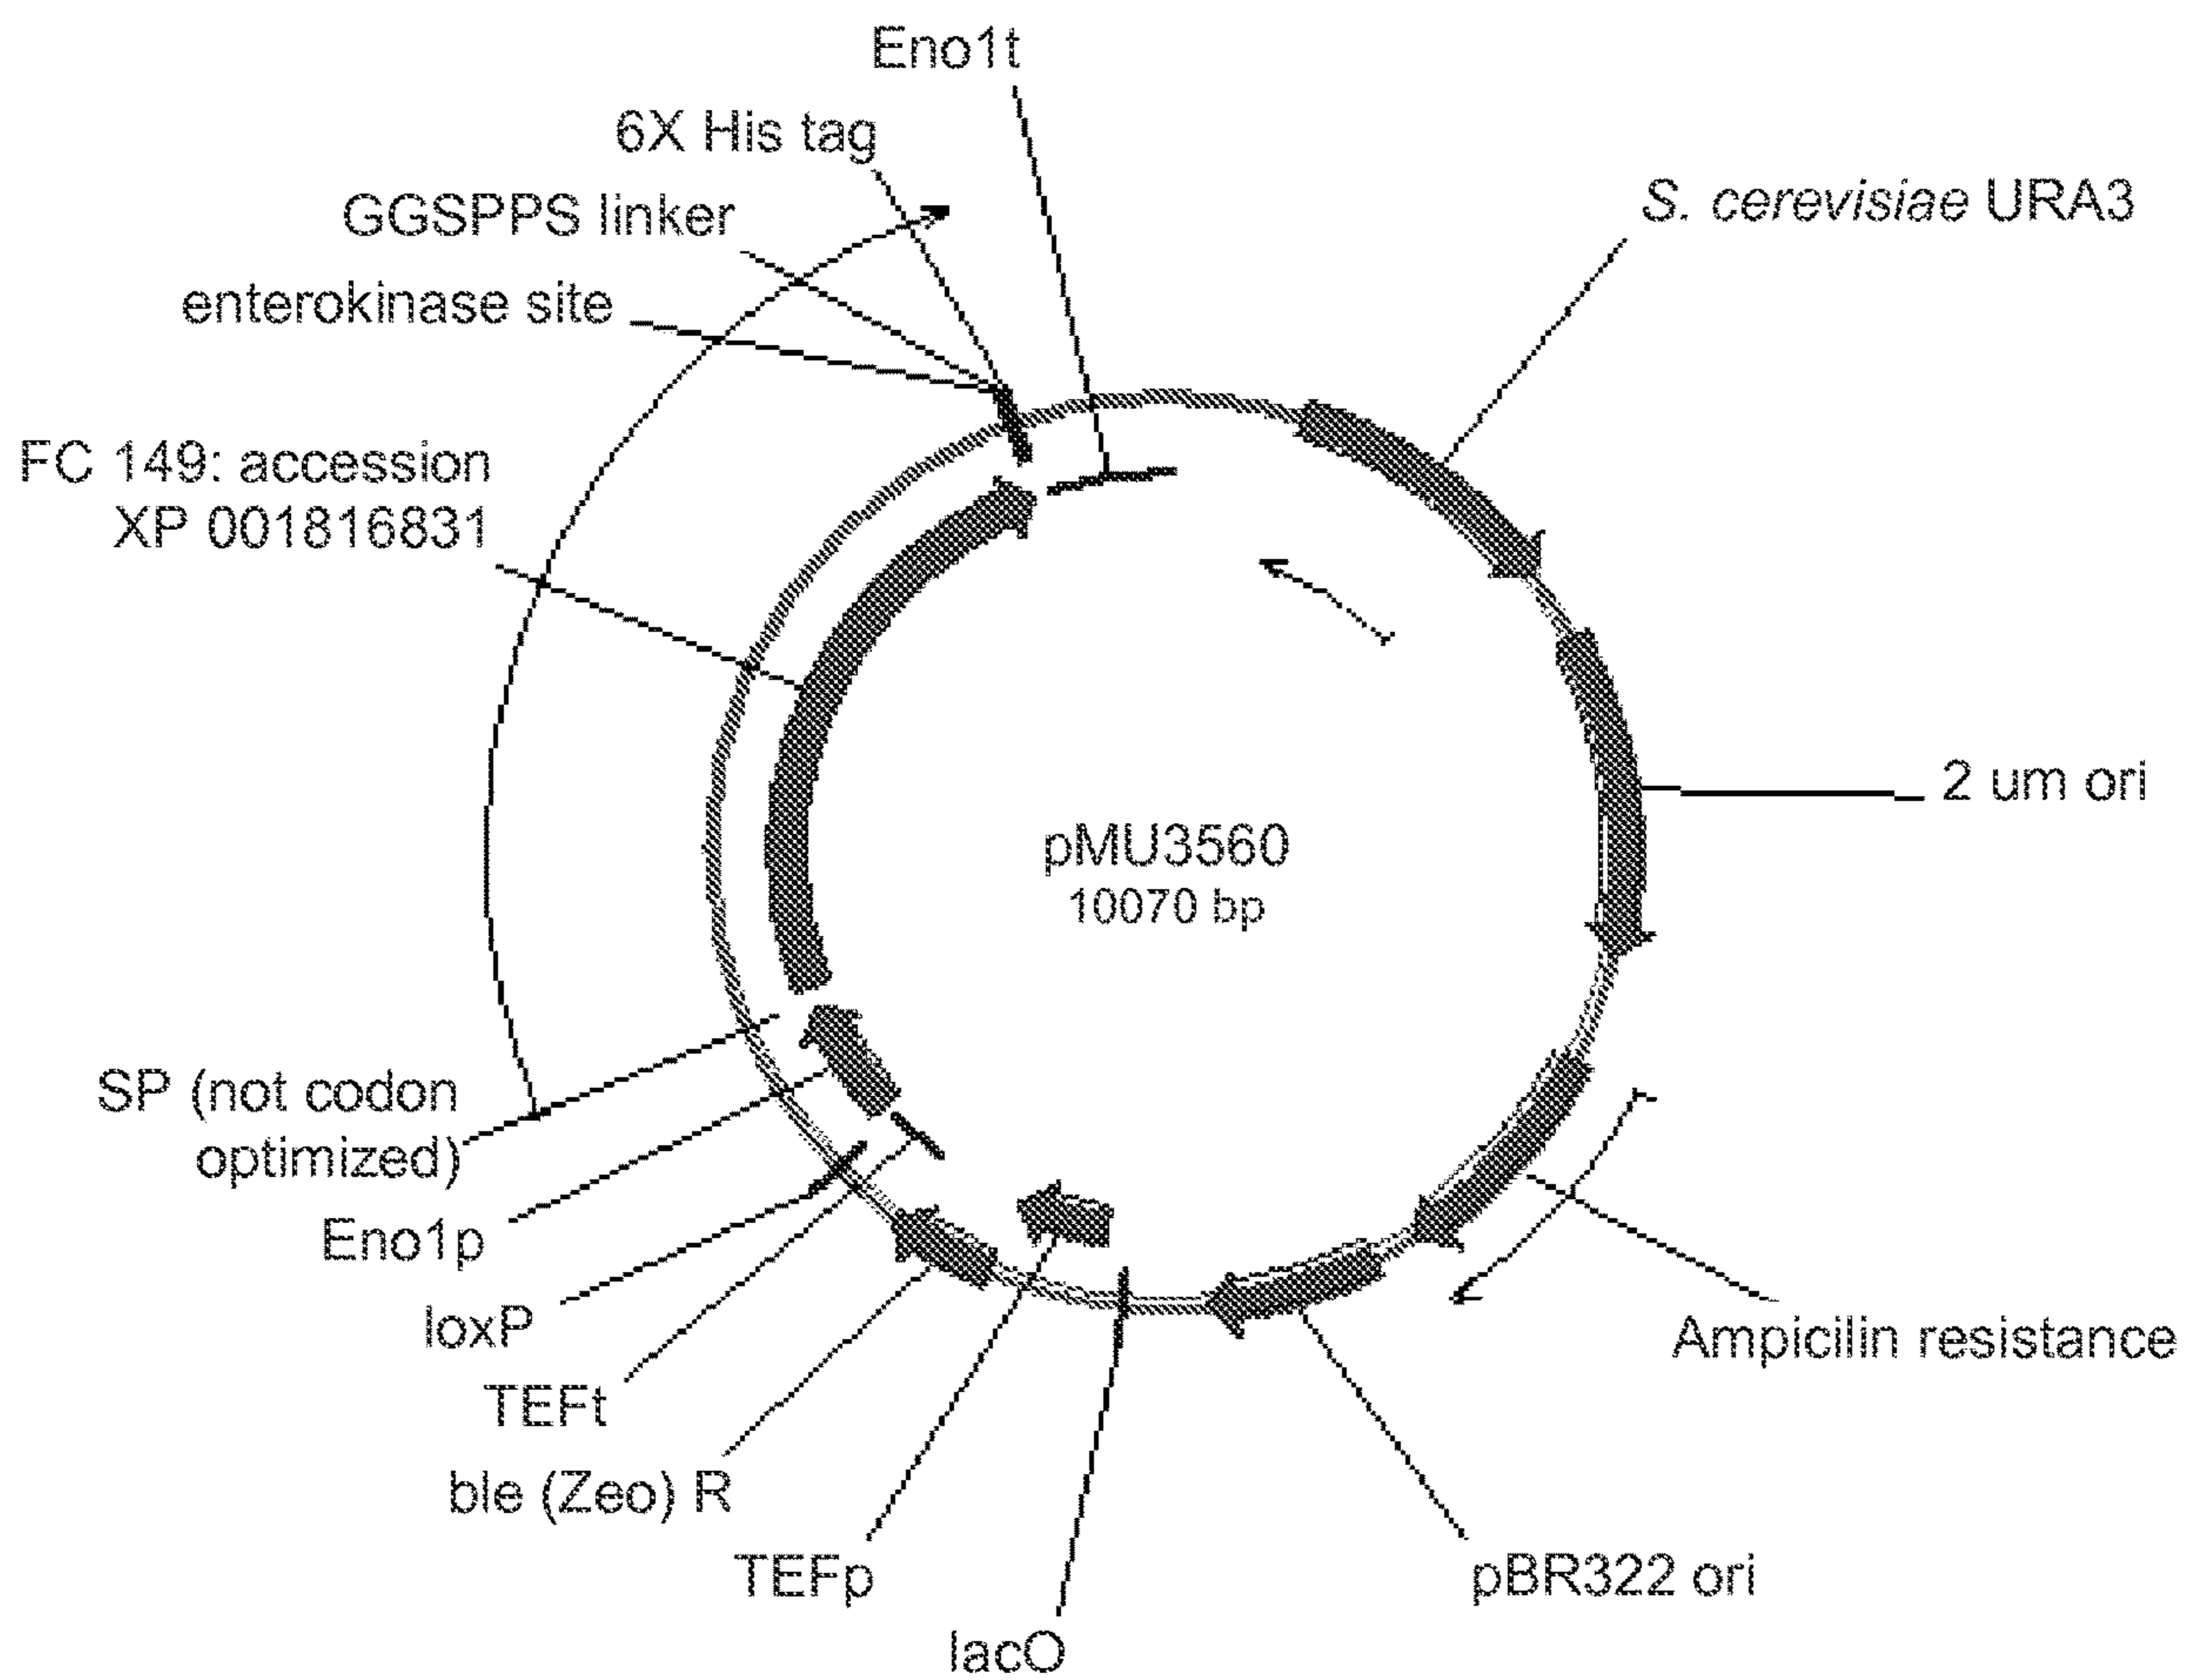 Eno1t
6X His tag
GGSPPS linker
enterokinase site
S. cerevisiae URA3
FC 149: accession
XP 001816831
2 um ori
pMU3560
10070 bp
SP (not codon
optimized)
Eno1p
loxP
TEFt
ble (Zeo) R
TEFp
lacO
pBR322 ori
Ampicilin resistance